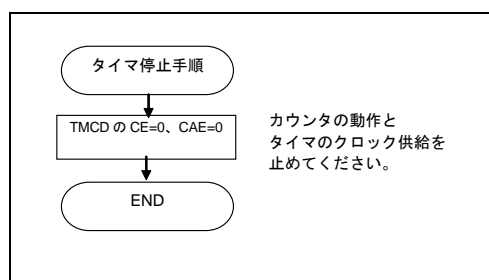 タイマ停止手順
TMCD の CE=0、CAE=0
END
カウンタの動作と
タイマのクロック供給を
止めてください。